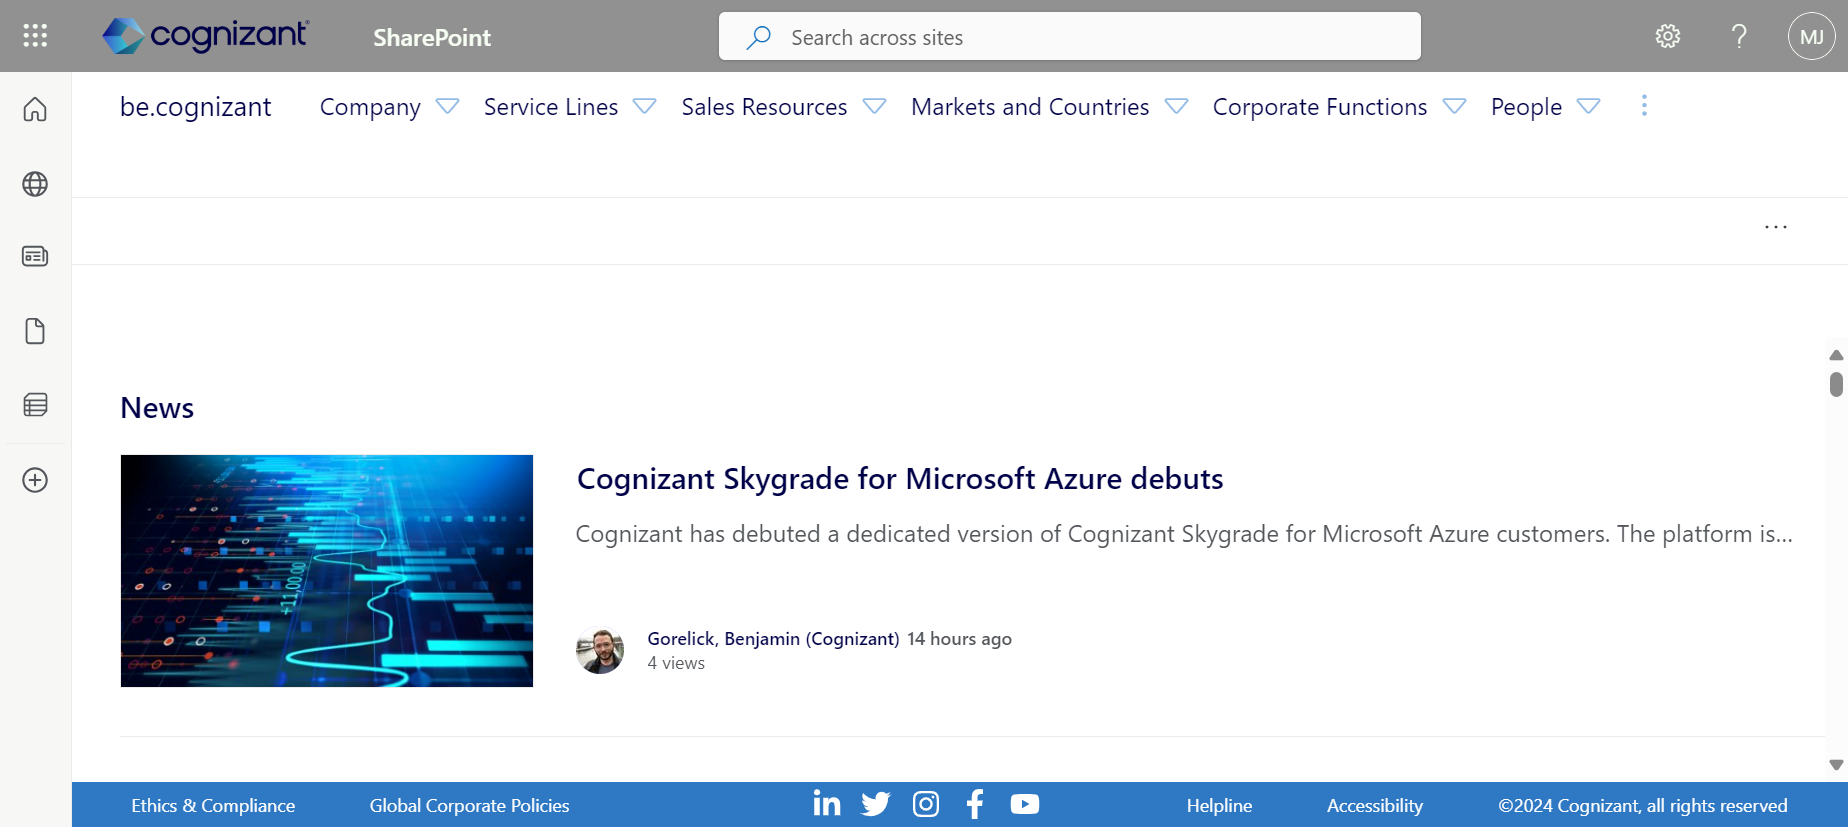 cognizant SharePoint Search across sites MJ
be.cognizant Company Service Lines Sales Resources Markets and Countries Corporate Functions People
News
Cognizant Skygrade for Microsoft Azure debuts
Cognizant has debuted a dedicated version of Cognizant Skygrade for Microsoft Azure customers. The platform is...
+11,00.00
Gorelick, Benjamin (Cognizant) 14 hours ago
4 views
Ethics & Compliance Global Corporate Policies Helpline Accessibility ©2024 Cognizant, all rights reserved